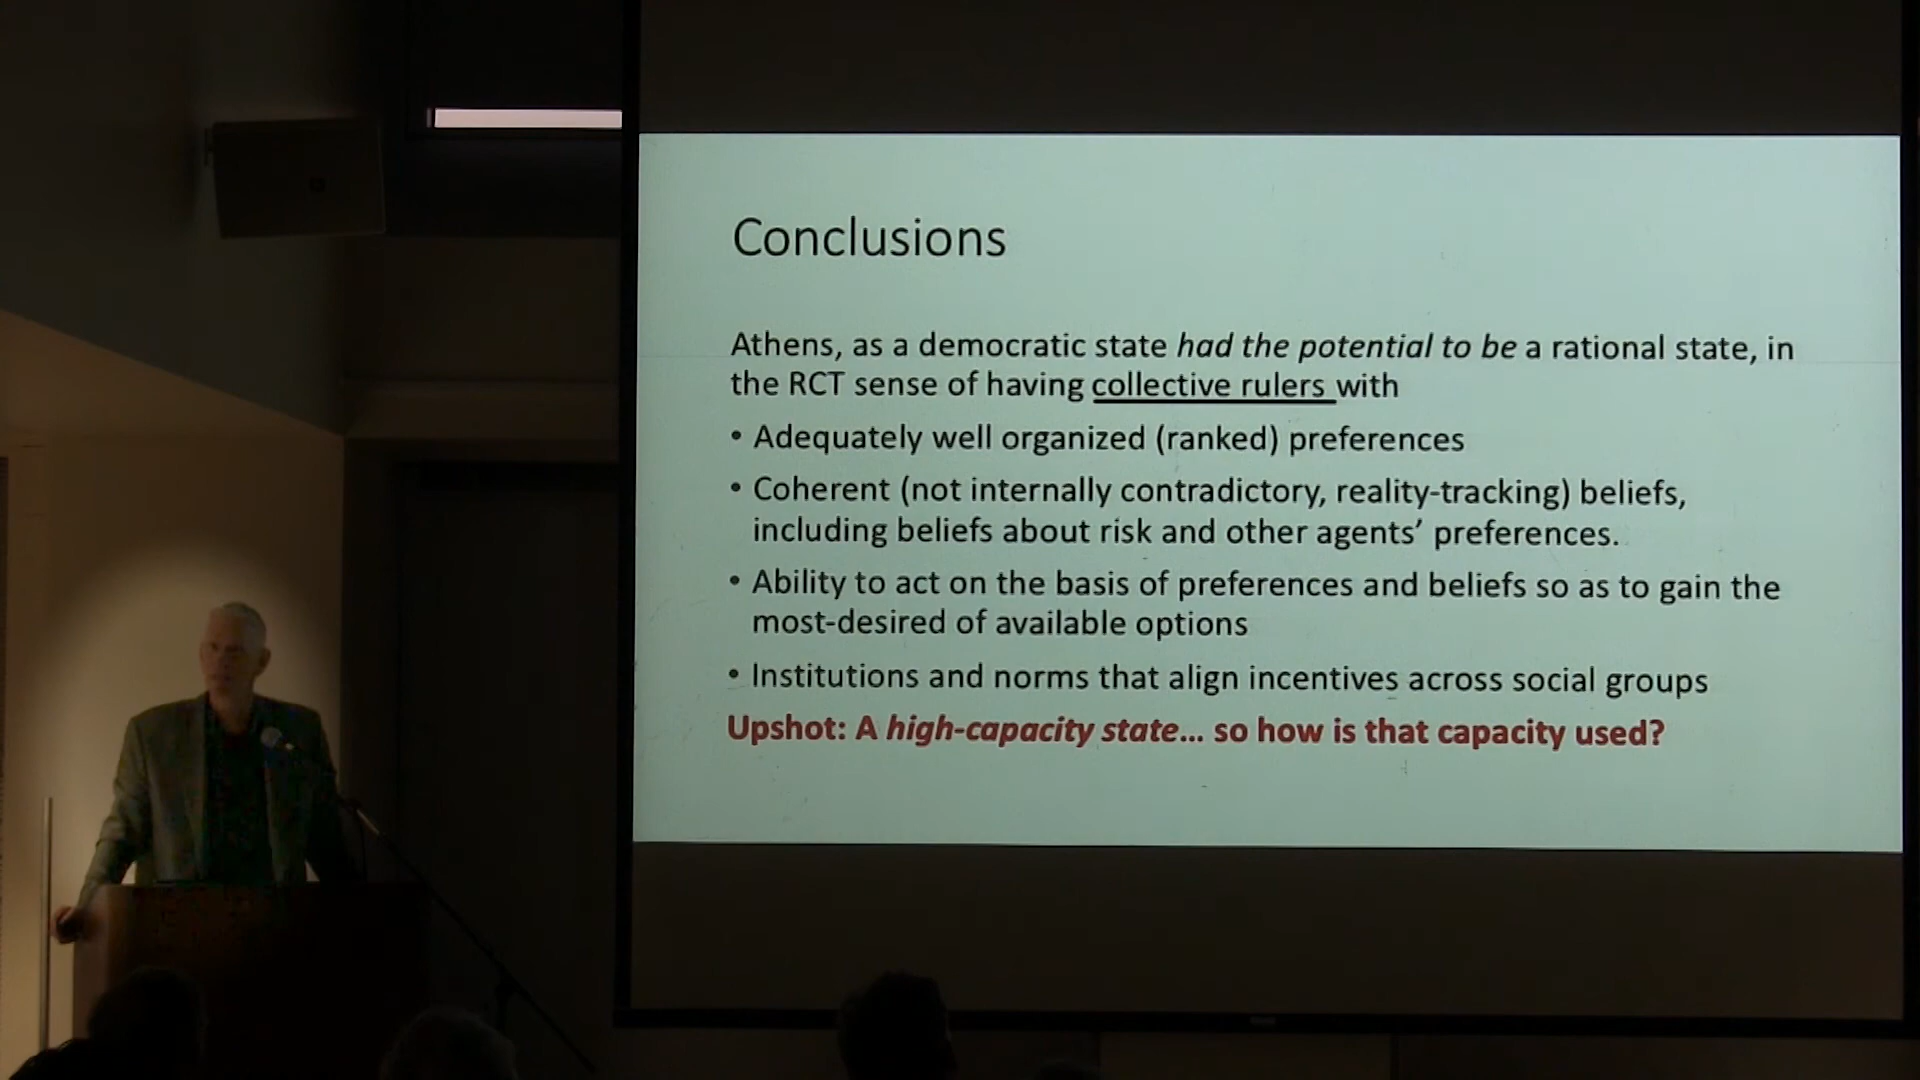 Conclusions
Athens, as a democratic state had the potential to be a rational state, in
the RCT sense of having collective rulers with
• Adequately well organized (ranked) preferences
• Coherent (not internally contradictory, reality-tracking) beliefs,
including beliefs about risk and other agents’ preferences.
• Ability to act on the basis of preferences and beliefs so as to gain the
most-desired of available options
• Institutions and norms that align incentives across social groups
Upshot: A high-capacity state... so how is that capacity used?